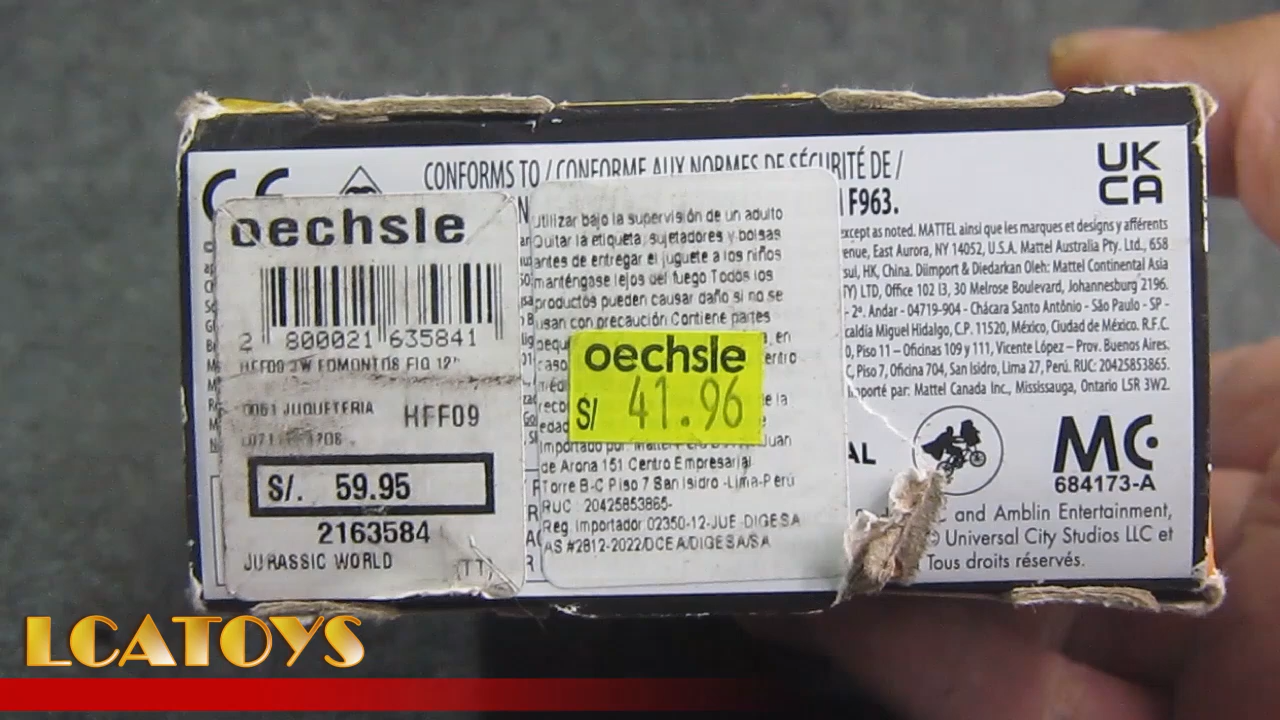 CE
CONFORMS TO / CONFORME AUX NORMES DE SÉCURITÉ DE /
F963.
UK
CA
oechsle
2 800021 635841
HFF09 JW EDMONTOS FIG 12"
0061 JUGUETERIA
HFF09
S/. 59.95
2163584
JURASSIC WORLD
utilizar bajo la supervisión de un adulto
Quitar la etiqueta, sujetadores y bolsas
antes de entregar el juguete a los niños
manténgase lejos del fuego Todos los
productos pueden causar daño si no se
usan con precaución Contiene partes
oechsle
S/ 41.96
Importado por: Mattel
Juan
de Arona 151 Centro Empresarial
Torre B-C Piso 7 San Isidro -Lima-Perú
RUC : 20425853865-
Reg. Importador 02350-12-JUE-DIGESA
AS #2812-2022/DCEA/DIGESA/SA
except as noted. MATTEL ainsi que les marques et designs y afférents
enue, East Aurora, NY 14052, U.S.A. Mattel Australia Pty. Ltd., 658
sul, HK, China. Diimport & Diedarkan Oleh: Mattel Continental Asia
TY) LTD, Office 102 I3, 30 Melrose Boulevard, Johannesburg 2196.
- 2º. Andar - 04719-904 - Chácara Santo Antônio - São Paulo - SP -
caldía Miguel Hidalgo, C.P. 11520, México, Ciudad de México. R.F.C.
0, Piso 11 – Oficinas 109 y 111, Vicente López – Prov. Buenos Aires.
C, Piso 7, Oficina 704, San Isidro, Lima 27, Perú. RUC: 20425853865.
mporté par: Mattel Canada Inc., Mississauga, Ontario L5R 3W2.
AL
MC
684173-A
and Amblin Entertainment,
© Universal City Studios LLC et
Tous droits réservés.
LCATOYS